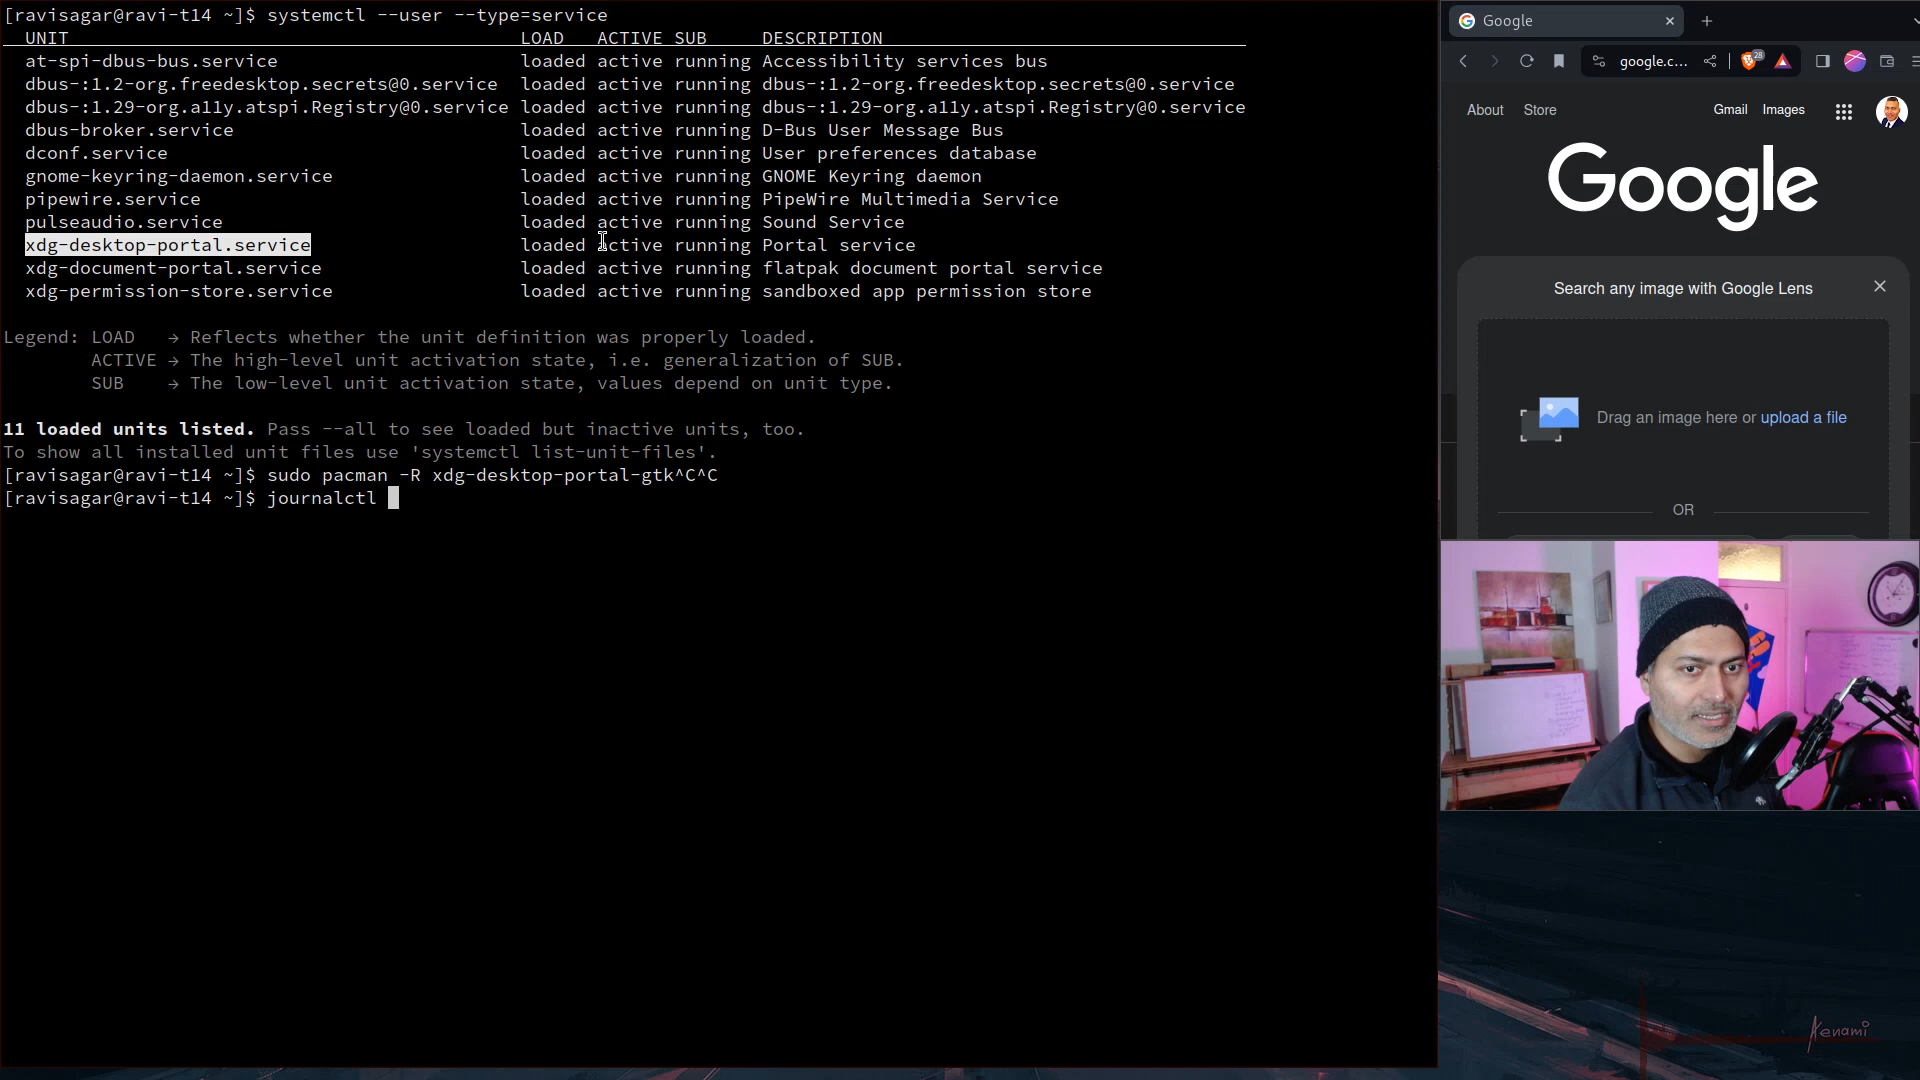 [ravisagar@ravi-t14 ~]$ systemctl --user --type=service
UNIT LOAD ACTIVE SUB DESCRIPTION
at-spi-dbus-bus.service loaded active running Accessibility services bus
dbus-:1.2-org.freedesktop.secrets@0.service loaded active running dbus-:1.2-org.freedesktop.secrets@0.service
dbus-:1.29-org.a11y.atspi.Registry@0.service loaded active running dbus-:1.29-org.a11y.atspi.Registry@0.service
dbus-broker.service loaded active running D-Bus User Message Bus
dconf.service loaded active running User preferences database
gnome-keyring-daemon.service loaded active running GNOME Keyring daemon
pipewire.service loaded active running PipeWire Multimedia Service
pulseaudio.service loaded active running Sound Service
xdg-desktop-portal.service loaded active running Portal service
xdg-document-portal.service loaded active running flatpak document portal service
xdg-permission-store.service loaded active running sandboxed app permission store
Legend: LOAD → Reflects whether the unit definition was properly loaded.
ACTIVE → The high-level unit activation state, i.e. generalization of SUB.
SUB → The low-level unit activation state, values depend on unit type.
11 loaded units listed. Pass --all to see loaded but inactive units, too.
To show all installed unit files use 'systemctl list-unit-files'.
[ravisagar@ravi-t14 ~]$ sudo pacman -R xdg-desktop-portal-gtk^C^C
[ravisagar@ravi-t14 ~]$ journalctl
Google
google.c...
28
About Store Gmail Images
Google
Search any image with Google Lens
Drag an image here or upload a file
OR
Kenami